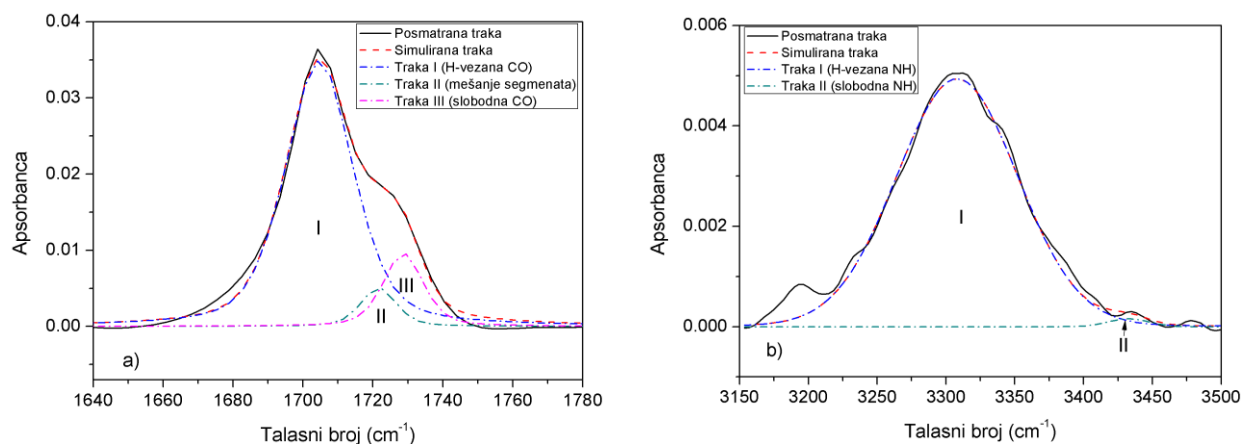 0.04
0.03
0.02
0.01
0.00
Apsorbanca
Posmatrana traka
Simulirana traka
Traka I (H-vezana CO)
Traka II (mešanje segmenata)
Traka III (slobodna CO)
I
III
II
a)
1640 1660 1680 1700 1720 1740 1760 1780
Talasni broj (cm⁻¹)
0.006
0.004
0.002
0.000
Apsorbanca
Posmatrana traka
Simulirana traka
Traka I (H-vezana NH)
Traka II (slobodna NH)
I
II
b)
3150 3200 3250 3300 3350 3400 3450 3500
Talasni broj (cm⁻¹)